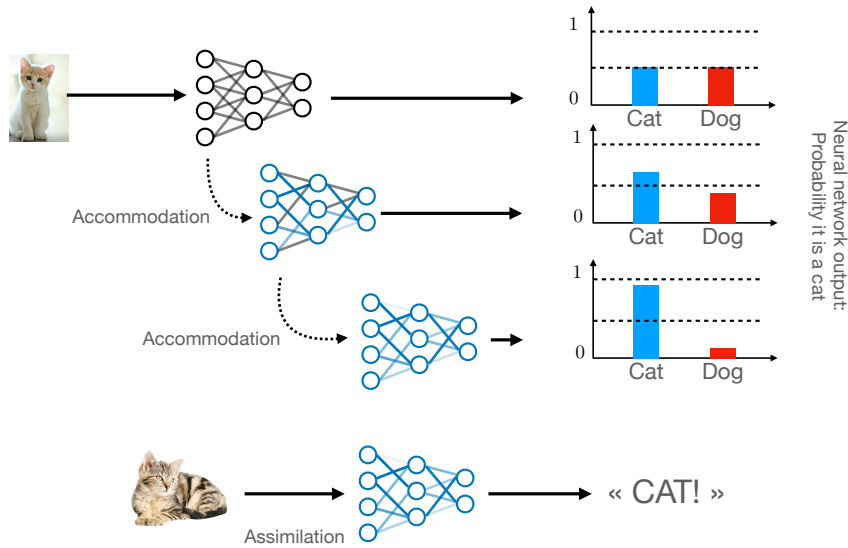 1
0
Cat Dog
Accommodation
1
0
Cat Dog
Accommodation
1
0
Cat Dog
Neural network output:
Probability it is a cat
Assimilation
« CAT! »